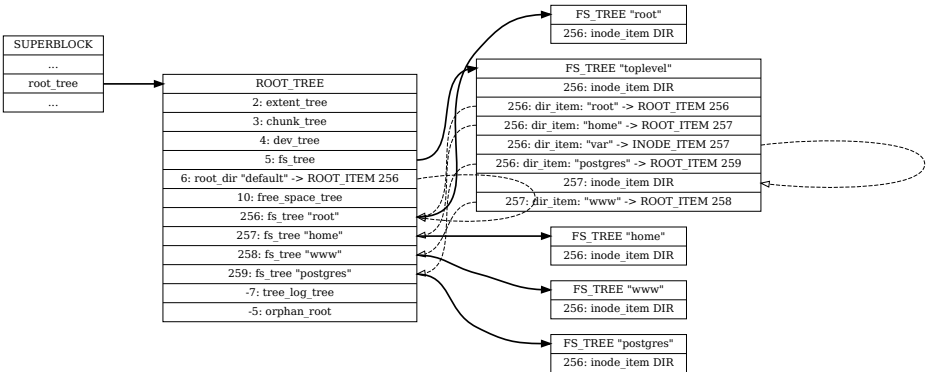 SUPERBLOCK
...
root_tree
...
ROOT_TREE
2: extent_tree
3: chunk_tree
4: dev_tree
5: fs_tree
6: root_dir "default" -> ROOT_ITEM 256
10: free_space_tree
256: fs_tree "root"
257: fs_tree "home"
258: fs_tree "www"
259: fs_tree "postgres"
-7: tree_log_tree
-5: orphan_root
FS_TREE "root"
256: inode_item DIR
FS_TREE "toplevel"
256: inode_item DIR
256: dir_item: "root" -> ROOT_ITEM 256
256: dir_item: "home" -> ROOT_ITEM 257
256: dir_item: "var" -> INODE_ITEM 257
256: dir_item: "postgres" -> ROOT_ITEM 259
257: inode_item DIR
257: dir_item: "www" -> ROOT_ITEM 258
FS_TREE "home"
256: inode_item DIR
FS_TREE "www"
256: inode_item DIR
FS_TREE "postgres"
256: inode_item DIR